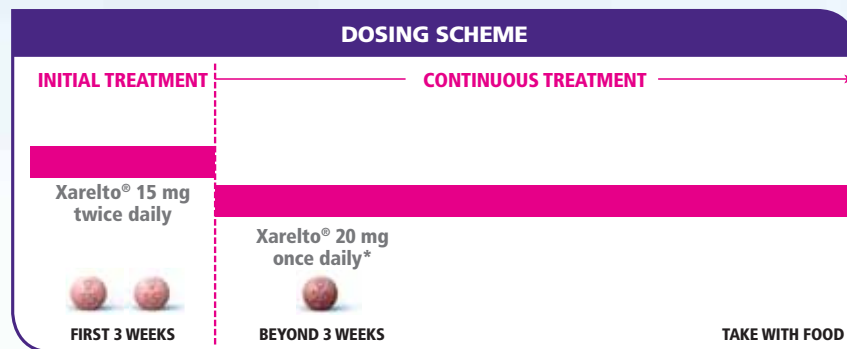 DOSING SCHEME
INITIAL TREATMENT
CONTINUOUS TREATMENT
Xarelto® 15 mg
twice daily
Xarelto® 20 mg
once daily*
FIRST 3 WEEKS
BEYOND 3 WEEKS
TAKE WITH FOOD